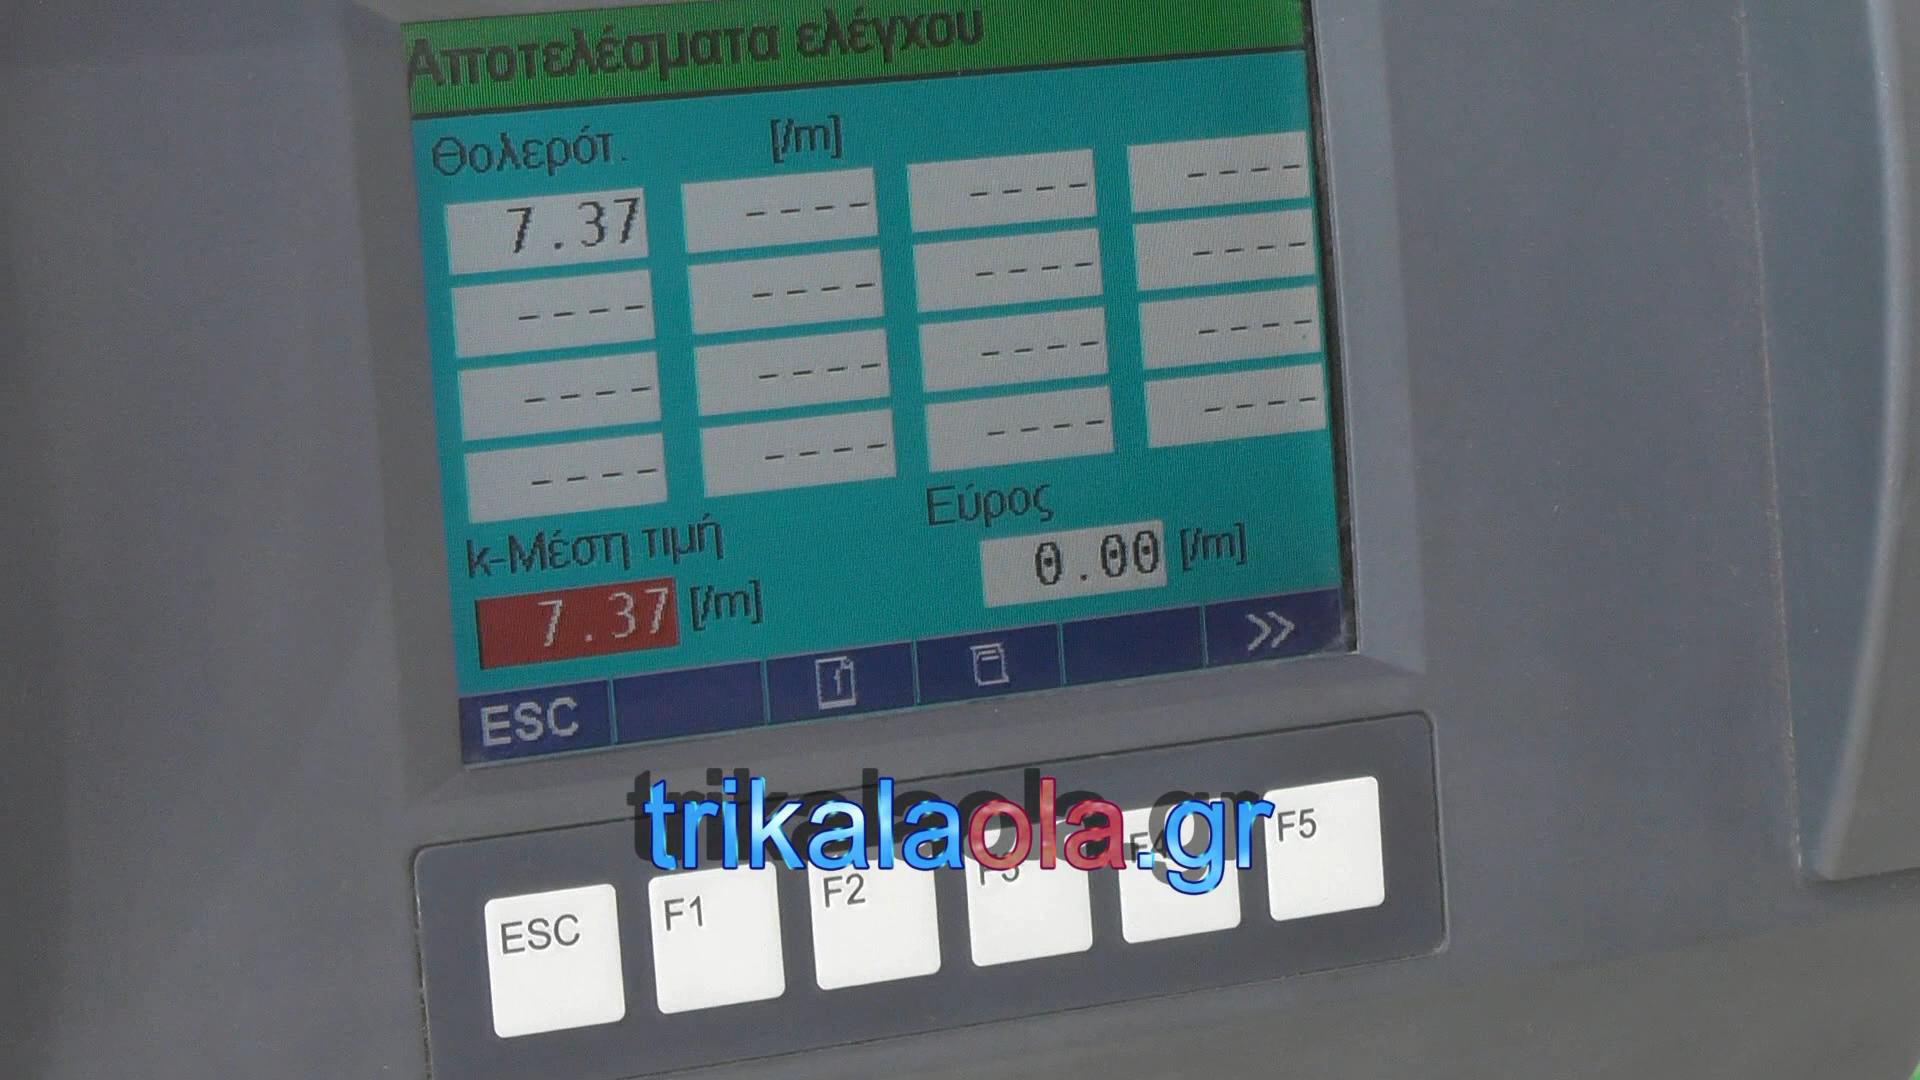 Αποτελέσματα ελέγχου
Θολερότ. [/m]
7.37 ---- ---- ----
---- ---- ---- ----
---- ---- ---- ----
---- ---- ---- ----
k-Μέση τιμή Εύρος
7.37 [/m] 0.00 [/m]
ESC >>
trikalaola.gr
ESC F1 F2 F3 F4 F5